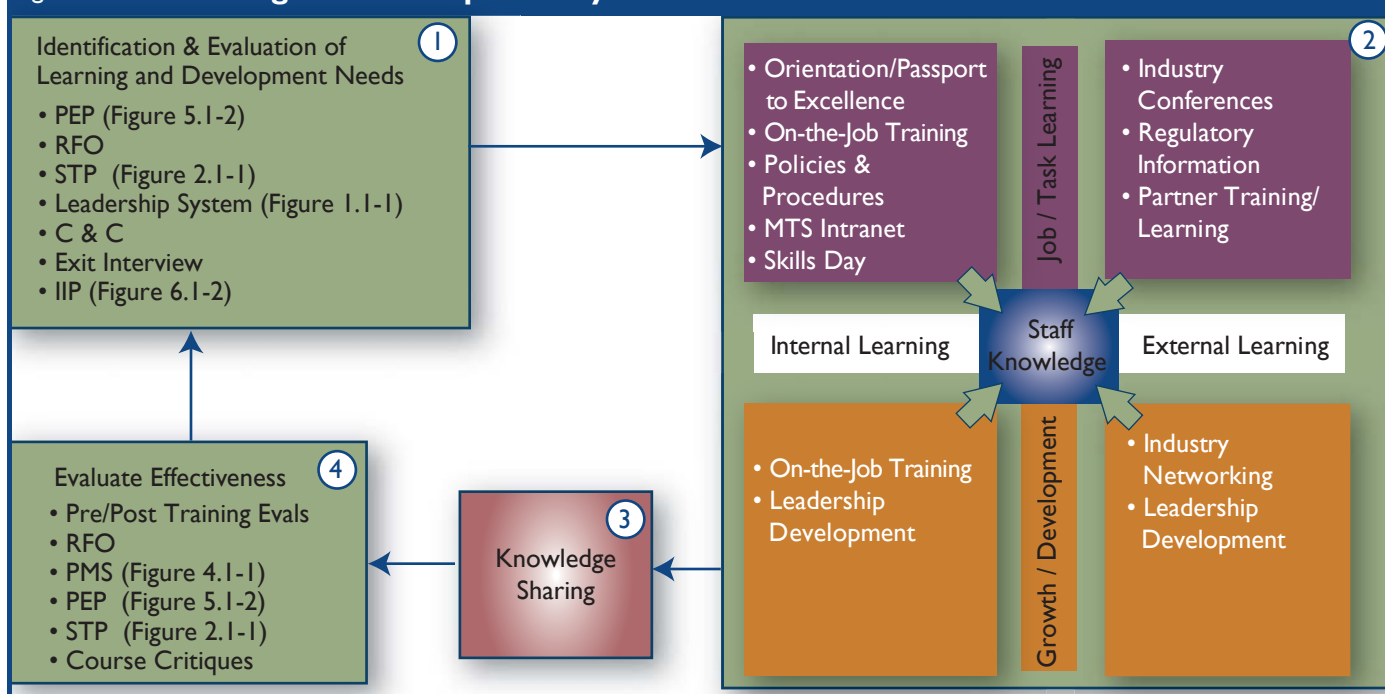 Identification & Evaluation of
Learning and Development Needs
• PEP (Figure 5.1-2)
• RFO
• STP (Figure 2.1-1)
• Leadership System (Figure 1.1-1)
• C & C
• Exit Interview
• IIP (Figure 6.1-2)
1
2
• Orientation/Passport
to Excellence
• On-the-Job Training
• Policies &
Procedures
• MTS Intranet
• Skills Day
Job / Task Learning
• Industry
Conferences
• Regulatory
Information
• Partner Training/
Learning
Internal Learning
Staff
Knowledge
External Learning
• On-the-Job Training
• Leadership
Development
Growth / Development
• Industry
Networking
• Leadership
Development
3
Knowledge
Sharing
4
Evaluate Effectiveness
• Pre/Post Training Evals
• RFO
• PMS (Figure 4.1-1)
• PEP (Figure 5.1-2)
• STP (Figure 2.1-1)
• Course Critiques